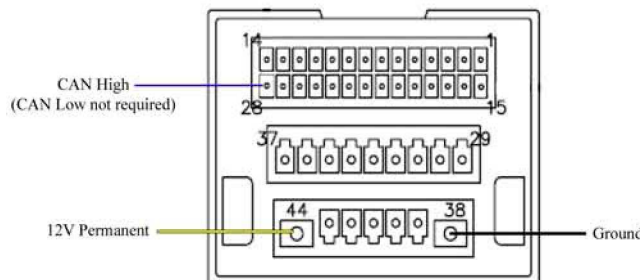 14 1
CAN High
(CAN Low not required)
28 15
37 29
44 38
12V Permanent
Ground